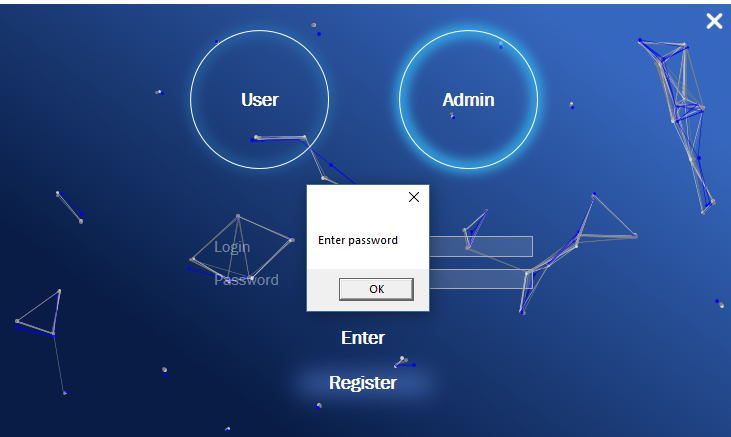 User
Admin
Login
Enter password
Password
OK
Enter
Register